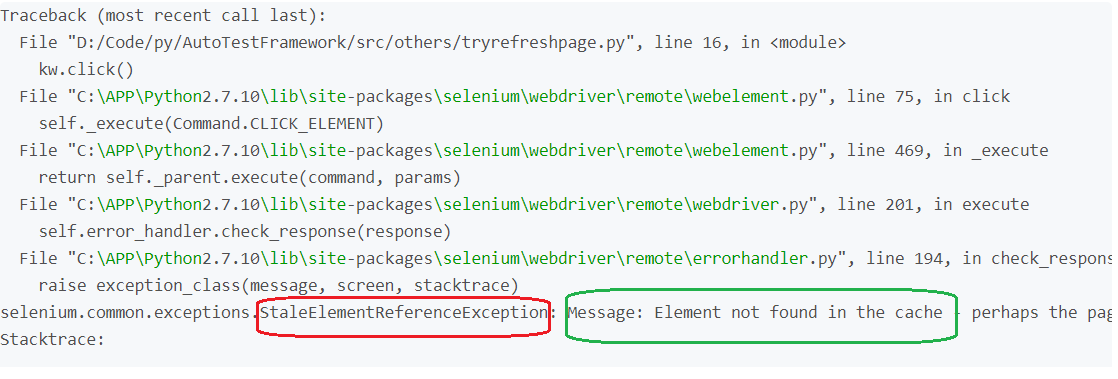 Traceback (most recent call last):
File "D:/Code/py/AutoTestFramework/src/others/tryrefreshpage.py", line 16, in <module>
kw.click()
File "C:\APP\Python2.7.10\lib\site-packages\selenium\webdriver\remote\webelement.py", line 75, in click
self._execute(Command.CLICK_ELEMENT)
File "C:\APP\Python2.7.10\lib\site-packages\selenium\webdriver\remote\webelement.py", line 469, in _execute
return self._parent.execute(command, params)
File "C:\APP\Python2.7.10\lib\site-packages\selenium\webdriver\remote\webdriver.py", line 201, in execute
self.error_handler.check_response(response)
File "C:\APP\Python2.7.10\lib\site-packages\selenium\webdriver\remote\errorhandler.py", line 194, in check_respons
raise exception_class(message, screen, stacktrace)
selenium.common.exceptions.StaleElementReferenceException: Message: Element not found in the cache - perhaps the pag
Stacktrace: